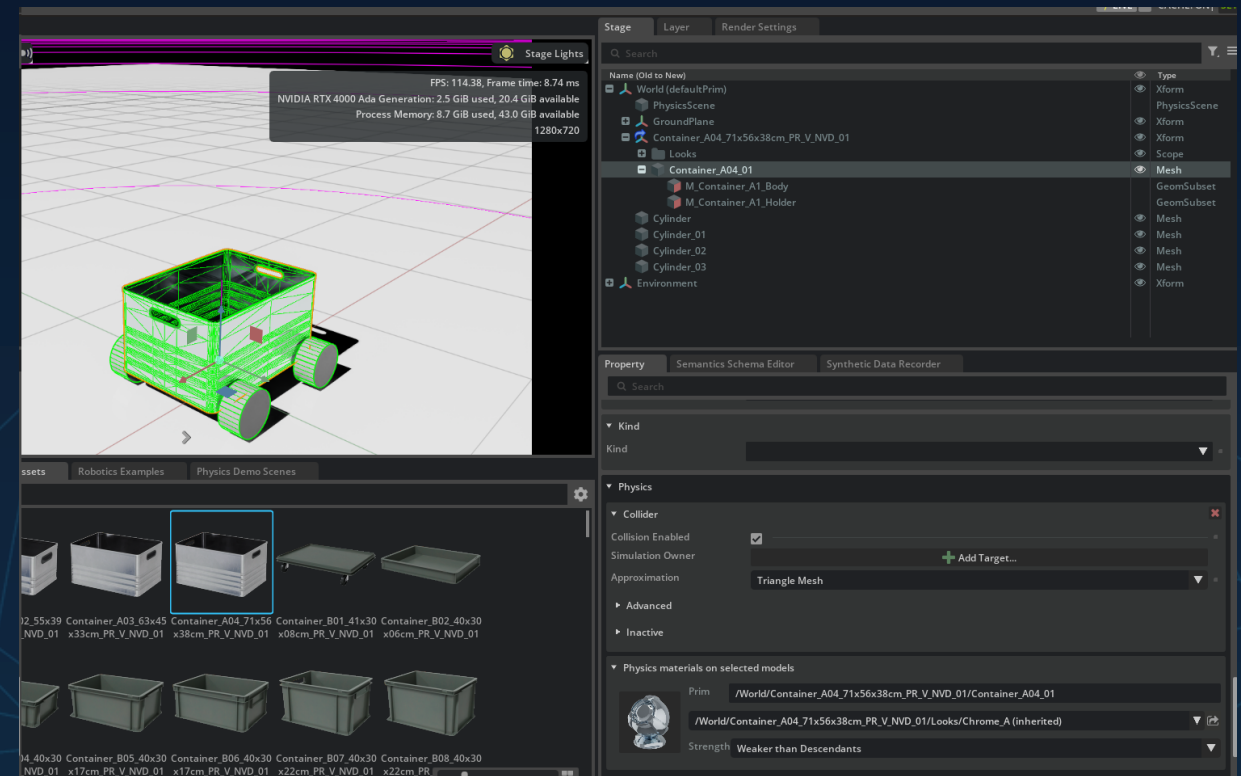 Stage Layer Render Settings
Search
Stage Lights
FPS: 114.38, Frame time: 8.74 ms
NVIDIA RTX 4000 Ada Generation: 2.5 GiB used, 20.4 GiB available
Process Memory: 8.7 GiB used, 43.0 GiB available
1280x720
Name (Old to New) Type
World (defaultPrim) Xform
PhysicsScene PhysicsScene
GroundPlane Xform
Container_A04_71x56x38cm_PR_V_NVD_01 Xform
Looks Scope
Container_A04_01 Mesh
M_Container_A1_Body GeomSubset
M_Container_A1_Holder GeomSubset
Cylinder Mesh
Cylinder_01 Mesh
Cylinder_02 Mesh
Cylinder_03 Mesh
Environment Xform
Property Semantics Schema Editor Synthetic Data Recorder
Search
Kind
Kind
Physics
Collider
Collision Enabled
Simulation Owner Add Target...
Approximation Triangle Mesh
Advanced
Inactive
Physics materials on selected models
Prim /World/Container_A04_71x56x38cm_PR_V_NVD_01/Container_A04_01
/World/Container_A04_71x56x38cm_PR_V_NVD_01/Looks/Chrome_A (inherited)
Strength Weaker than Descendants
ssets Robotics Examples Physics Demo Scenes
02_55x39 Container_A03_63x45 Container_A04_71x56 Container_B01_41x30 Container_B02_40x30
_NVD_01 x33cm_PR_V_NVD_01 x38cm_PR_V_NVD_01 x08cm_PR_V_NVD_01 x06cm_PR_V_NVD_01
04_40x30 Container_B05_40x30 Container_B06_40x30 Container_B07_40x30 Container_B08_40x30
_NVD_01 x17cm_PR_V_NVD_01 x17cm_PR_V_NVD_01 x22cm_PR_V_NVD_01 x22cm_PR